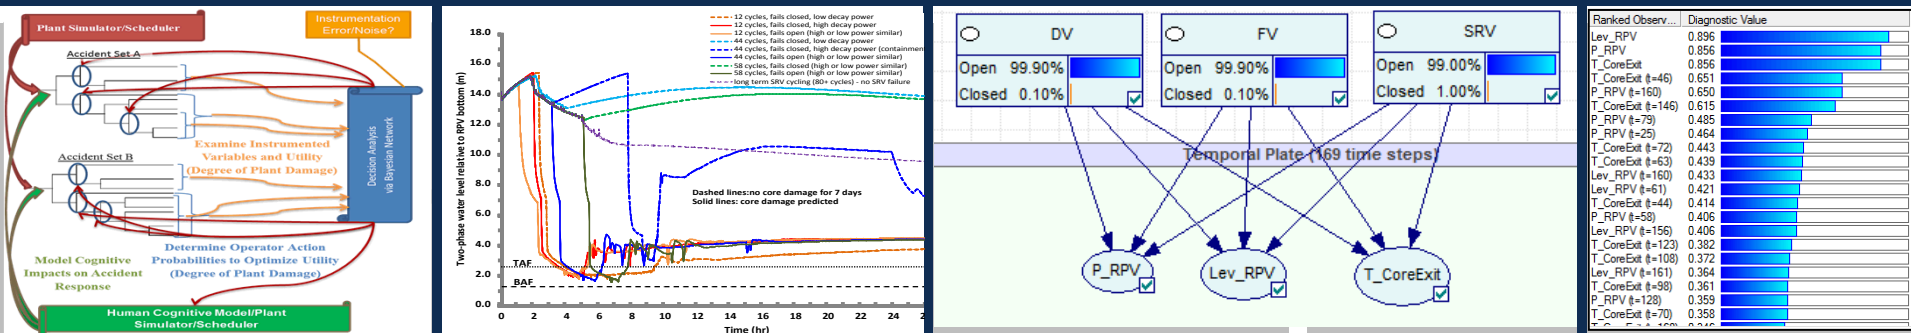 Plant Simulator/Scheduler
Instrumentation
Error/Noise?
Accident Set A
Examine Instrumented
Variables and Utility
(Degree of Plant Damage)
Decision Analysis
via Bayesian Network
Accident Set B
Determine Operator Action
Probabilities to Optimize Utility
(Degree of Plant Damage)
Model Cognitive
Impacts on Accident
Response
Human Cognitive Model/Plant
Simulator/Scheduler
12 cycles, fails closed, low decay power
12 cycles, fails closed, high decay power
12 cycles, fails open (high or low power similar)
44 cycles, fails closed, low decay power
44 cycles, fails closed, high decay power (containmen
44 cycles, fails open (high or low power similar)
58 cycles, fails closed (high or low power similar)
58 cycles, fails open (high or low power similar)
long term SRV cycling (80+ cycles) - no SRV failure
Two-phase water level relative to RPV bottom (m)
18.0
16.0
14.0
12.0
10.0
8.0
6.0
4.0
2.0
0.0
Dashed lines:no core damage for 7 days
Solid lines: core damage predicted
TAF
BAF
0 2 4 6 8 10 12 14 16 18 20 22 24 2
Time (hr)
DV
Open 99.90%
Closed 0.10%
FV
Open 99.90%
Closed 0.10%
SRV
Open 99.00%
Closed 1.00%
Temporal Plate (169 time steps)
P_RPV
Lev_RPV
T_CoreExit
Ranked Observ... Diagnostic Value
Lev_RPV 0.896
P_RPV 0.856
T_CoreExit 0.856
T_CoreExit (t=46) 0.651
P_RPV (t=160) 0.650
T_CoreExit (t=146) 0.615
P_RPV (t=79) 0.485
P_RPV (t=25) 0.464
T_CoreExit (t=72) 0.443
T_CoreExit (t=63) 0.439
Lev_RPV (t=160) 0.433
Lev_RPV (t=61) 0.421
T_CoreExit (t=44) 0.414
P_RPV (t=58) 0.406
Lev_RPV (t=156) 0.406
T_CoreExit (t=123) 0.382
T_CoreExit (t=108) 0.372
Lev_RPV (t=161) 0.364
T_CoreExit (t=98) 0.361
P_RPV (t=128) 0.359
T_CoreExit (t=70) 0.358